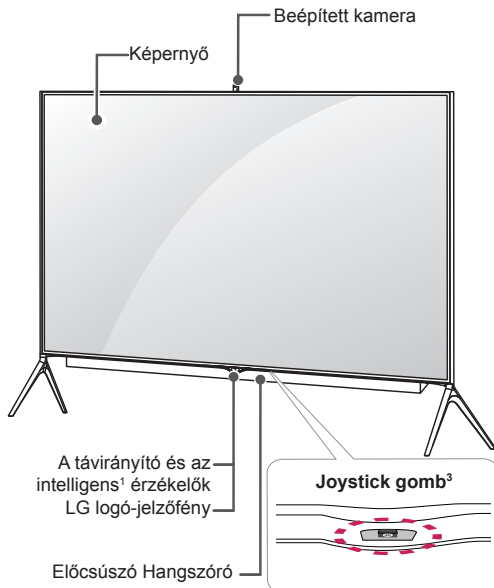 Beépített kamera
Képernyő
A távirányító és az
intelligens¹ érzékelők
LG logó-jelzőfény
Előcsúszó Hangszóró
Joystick gomb³